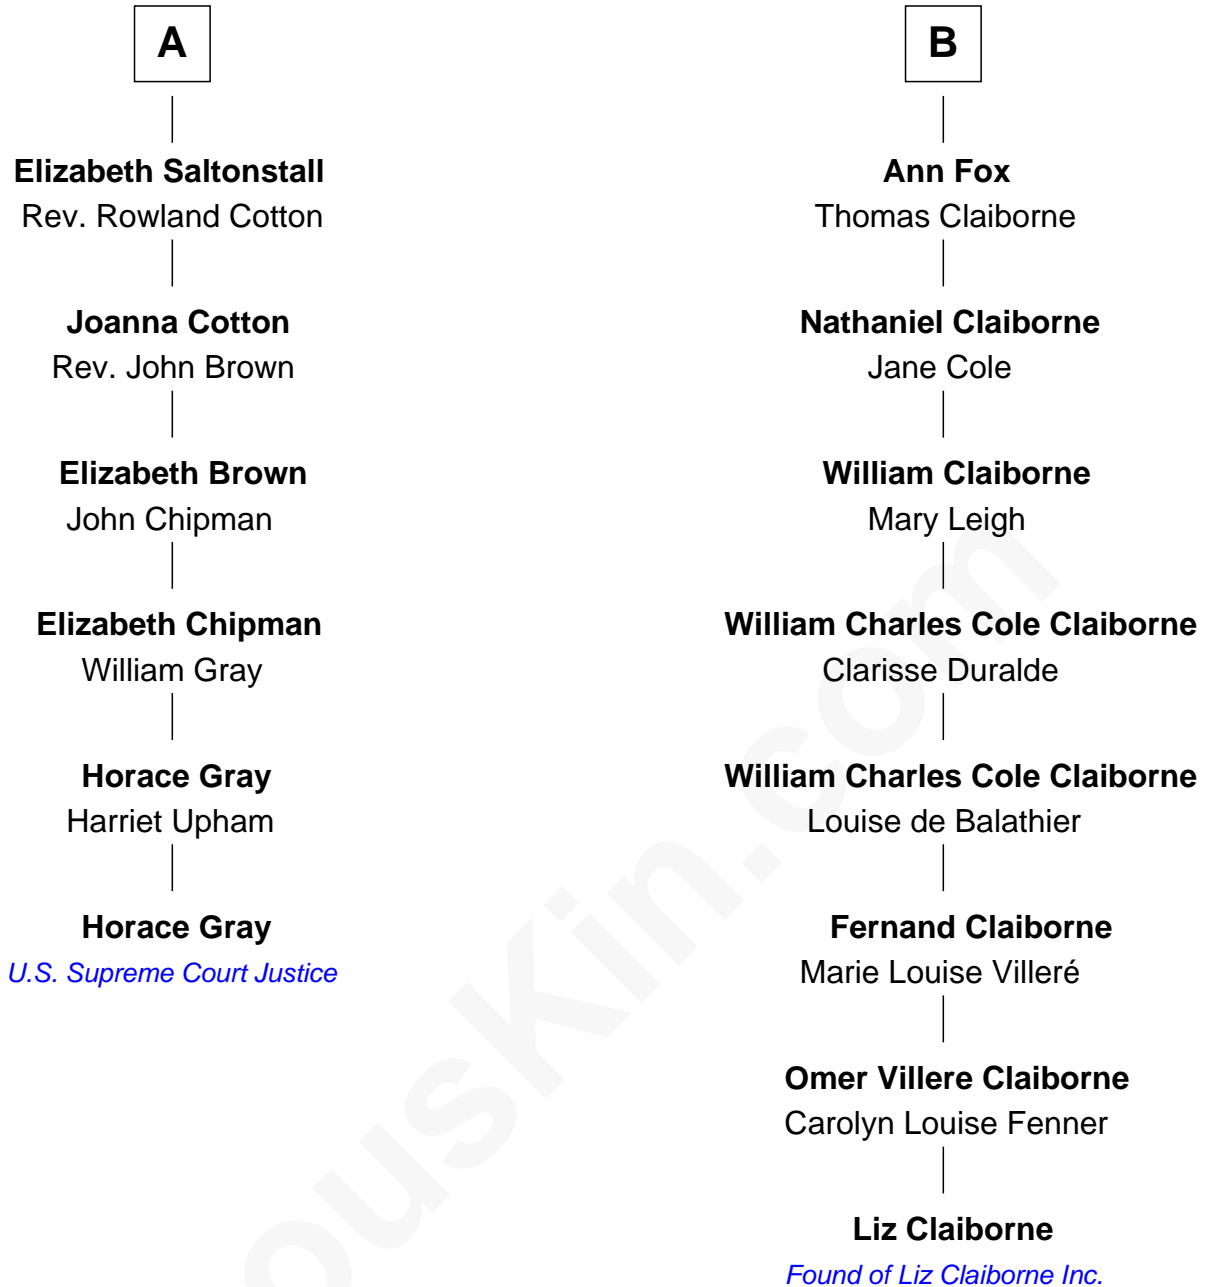 A
Elizabeth Saltonstall
Rev. Rowland Cotton
Joanna Cotton
Rev. John Brown
Elizabeth Brown
John Chipman
Elizabeth Chipman
William Gray
Horace Gray
Harriet Upham
Horace Gray
U.S. Supreme Court Justice
B
Ann Fox
Thomas Claiborne
Nathaniel Claiborne
Jane Cole
William Claiborne
Mary Leigh
William Charles Cole Claiborne
Clarisse Duralde
William Charles Cole Claiborne
Louise de Balathier
Fernand Claiborne
Marie Louise Villeré
Omer Villere Claiborne
Carolyn Louise Fenner
Liz Claiborne
Found of Liz Claiborne Inc.
ousKin.com